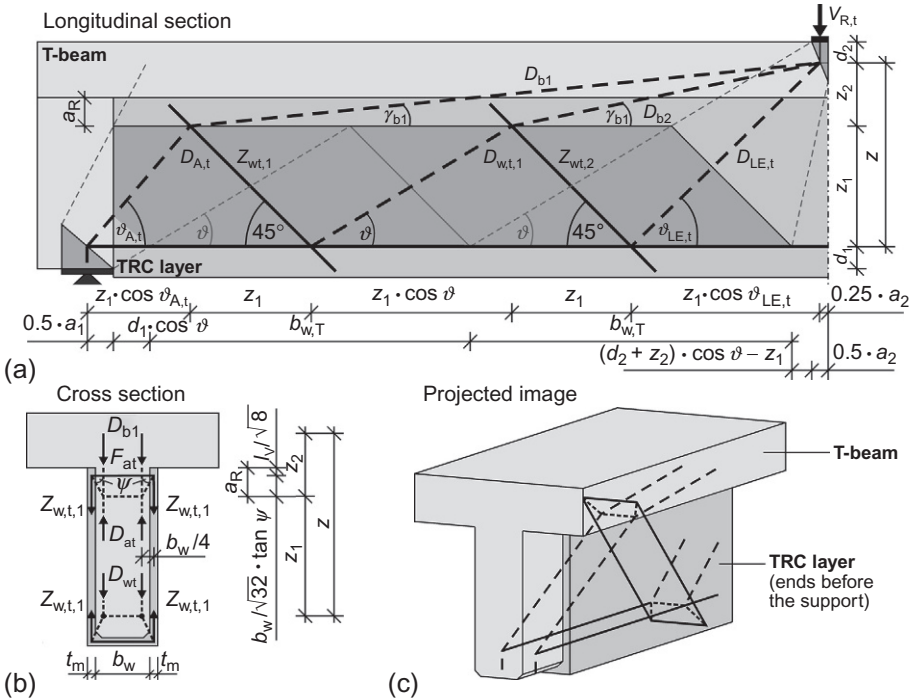 Longitudinal section
V_R,t
T-beam
d_2
D_b1
z_2
a_R
γ_b1
γ_b1
D_b2
z
D_A,t
Z_wt,1
D_w,t,1
Z_wt,2
D_LE,t
z_1
ϑ_A,t
ϑ
45°
ϑ
ϑ
45°
ϑ_LE,t
TRC layer
d_1
z_1·cos ϑ_A,t
z_1
z_1·cos ϑ
z_1
z_1·cos ϑ_LE,t
0.25·a_2
0.5·a_1
d_1·cos ϑ
b_w,T
b_w,T
(d_2 + z_2)·cos ϑ − z_1
0.5·a_2
(a)
Cross section
D_b1
F_at
ψ
Z_w,t,1
Z_w,t,1
D_at
b_w/4
D_wt
Z_w,t,1
Z_w,t,1
t_m
b_w
t_m
a_R
l_v/√8
z_2
b_w/√32·tan ψ
z_1
z
(b)
Projected image
T-beam
TRC layer
(ends before
the support)
(c)